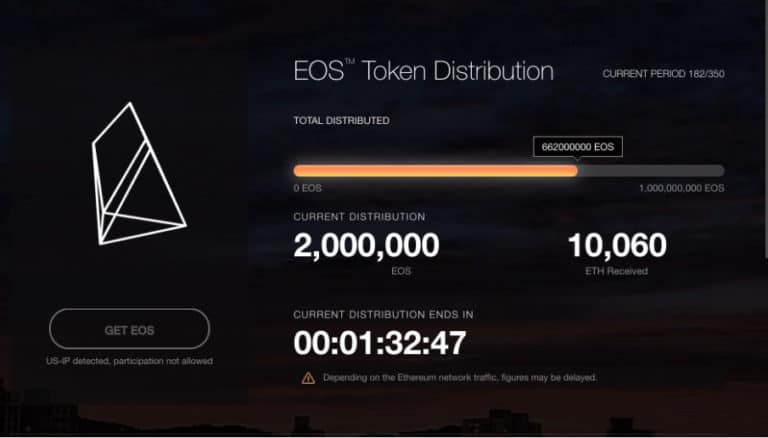 EOS™ Token Distribution
CURRENT PERIOD 182/350
TOTAL DISTRIBUTED
662000000 EOS
0 EOS
1,000,000,000 EOS
CURRENT DISTRIBUTION
2,000,000
10,060
EOS
ETH Received
GET EOS
US-IP detected, participation not allowed
CURRENT DISTRIBUTION ENDS IN
00:01:32:47
Depending on the Ethereum network traffic, figures may be delayed.